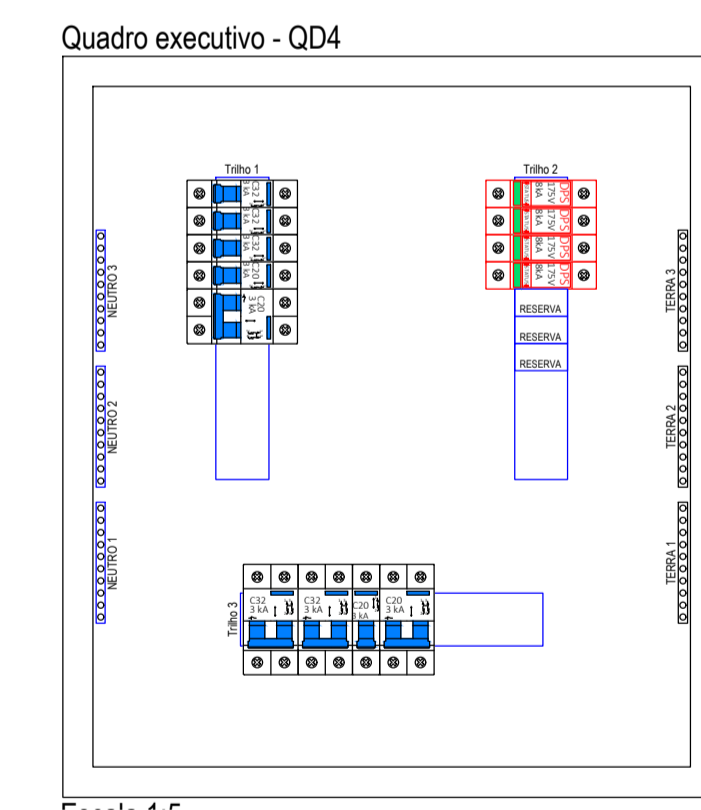 Quadro executivo - QD4
Trilho 1
C32
3 kA
C32
3 kA
C32
3 kA
C20
3 kA
C20
3 kA
Trilho 2
DPS
175V
8kA
DPS
175V
8kA
DPS
175V
8kA
DPS
175V
8kA
RESERVA
RESERVA
RESERVA
NEUTRO 3
NEUTRO 2
NEUTRO 1
TERRA 3
TERRA 2
TERRA 1
Trilho 3
C32
3 kA
C32
3 kA
C20
3 kA
C20
3 kA
Escala 1:5